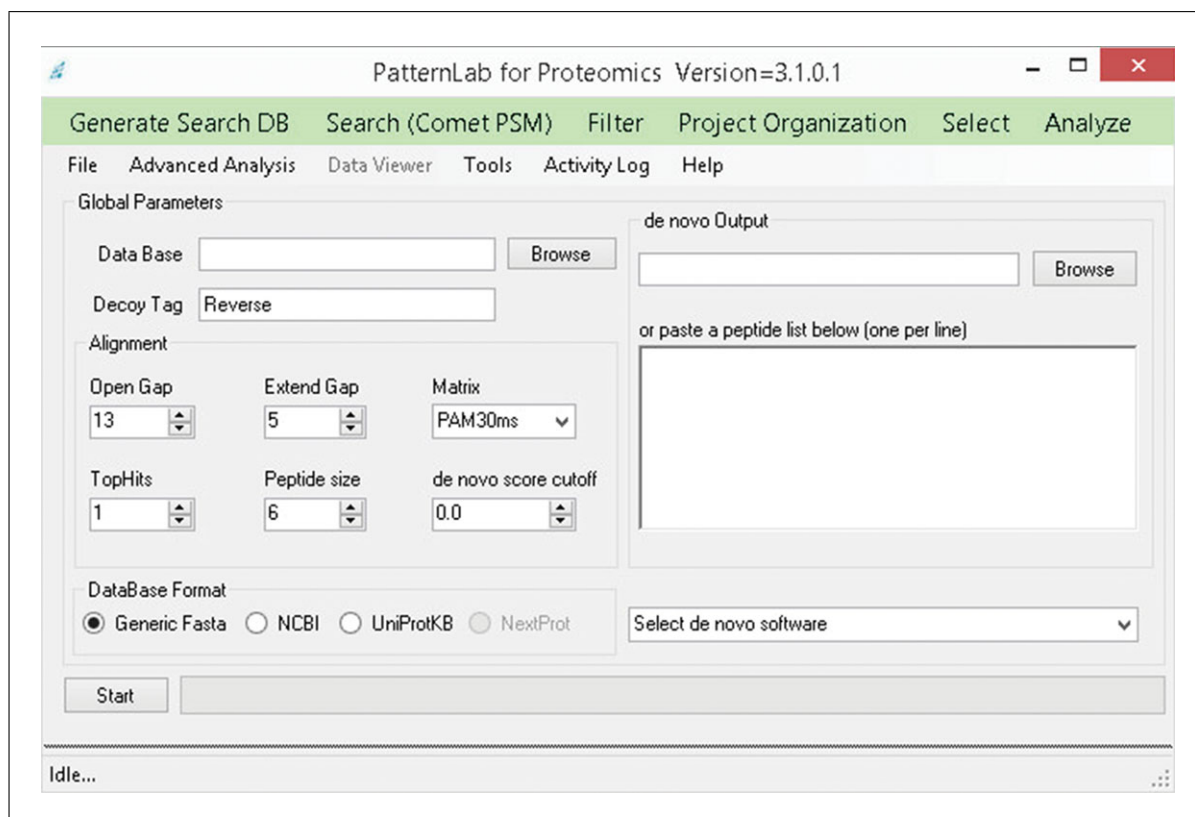 PatternLab for Proteomics Version=3.1.0.1
Generate Search DB Search (Comet PSM) Filter Project Organization Select Analyze
File Advanced Analysis Data Viewer Tools Activity Log Help
Global Parameters
Data Base Browse
Decoy Tag Reverse
Alignment
Open Gap Extend Gap Matrix
13 5 PAM30ms
TopHits Peptide size de novo score cutoff
1 6 0.0
DataBase Format
Generic Fasta NCBI UniProtKB NextProt
de novo Output
Browse
or paste a peptide list below (one per line)
Select de novo software
Start
Idle...